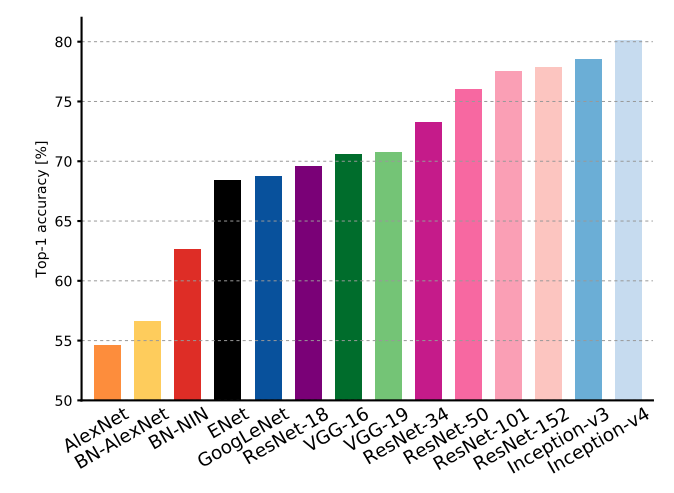 80
75
70
65
60
55
50
Top-1 accuracy [%]
AlexNet
BN-AlexNet
BN-NIN
ENet
GoogLeNet
ResNet-18
VGG-16
VGG-19
ResNet-34
ResNet-50
ResNet-101
ResNet-152
Inception-v3
Inception-v4